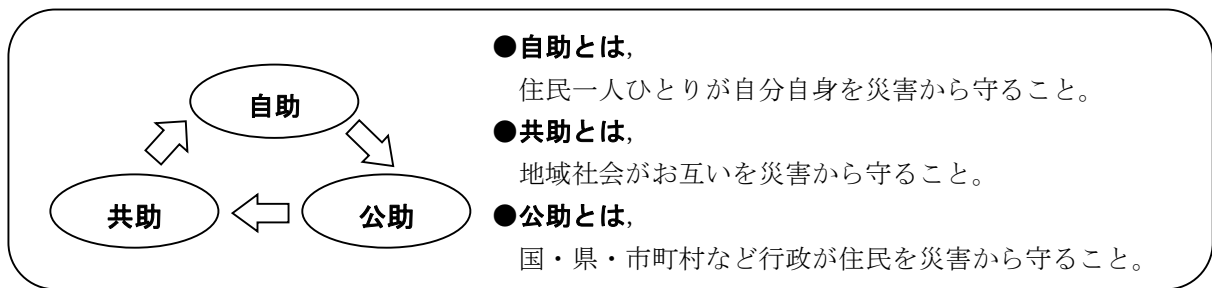 自助
共助
公助
●自助とは,
住民一人ひとりが自分自身を災害から守ること。
●共助とは,
地域社会がお互いを災害から守ること。
●公助とは,
国・県・市町村など行政が住民を災害から守ること。